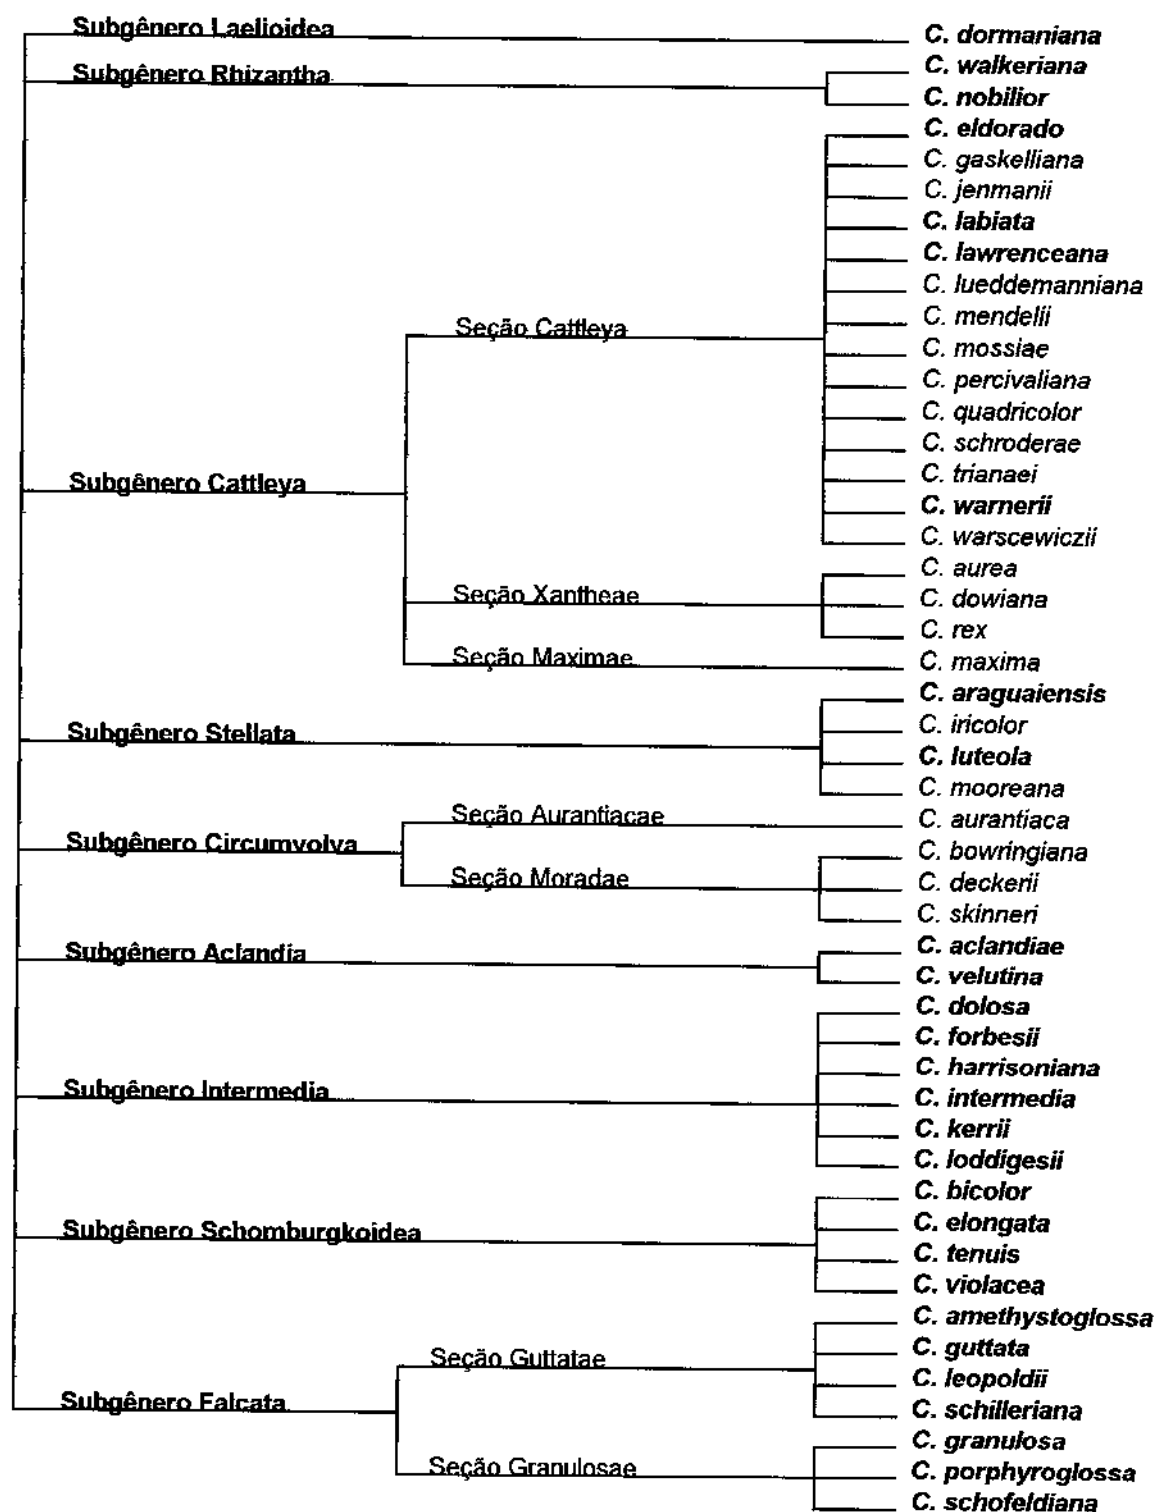 Subgênero Laelioidea
C. dormaniana
Subgênero Rhizantha
C. walkeriana
C. nobilior
C. eldorado
C. gaskelliana
C. jenmanii
C. labiata
C. lawrenceana
C. lueddemanniana
Seção Cattleya
C. mendelii
C. mossiae
C. percivaliana
C. quadricolor
C. schroderae
C. trianaei
Subgênero Cattleya
C. warnerii
C. warscewiczii
C. aurea
Seção Xantheae
C. dowiana
C. rex
Seção Maximae
C. maxima
C. araguaiensis
C. iricolor
Subgênero Stellata
C. luteola
C. mooreana
Seção Aurantiacae
C. aurantiaca
Subgênero Circumvolva
C. bowringiana
Seção Moradae
C. deckerii
C. skinneri
Subgênero Aclandia
C. aclandiae
C. velutina
C. dolosa
C. forbesii
C. harrisoniana
Subgênero Intermedia
C. intermedia
C. kerrii
C. loddigesii
C. bicolor
Subgênero Schomburgkoidea
C. elongata
C. tenuis
C. violacea
C. amethystoglossa
Seção Guttatae
C. guttata
C. leopoldii
Subgênero Falcata
C. schilleriana
C. granulosa
Seção Granulosae
C. porphyroglossa
C. schofeldiana